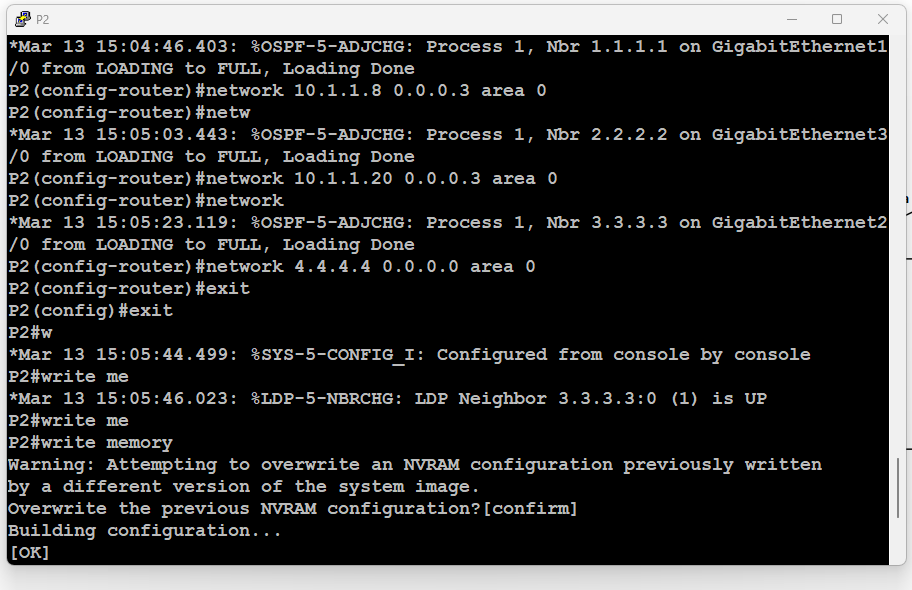 P2
*Mar 13 15:04:46.403: %OSPF-5-ADJCHG: Process 1, Nbr 1.1.1.1 on GigabitEthernet1
/0 from LOADING to FULL, Loading Done
P2(config-router)#network 10.1.1.8 0.0.0.3 area 0
P2(config-router)#netw
*Mar 13 15:05:03.443: %OSPF-5-ADJCHG: Process 1, Nbr 2.2.2.2 on GigabitEthernet3
/0 from LOADING to FULL, Loading Done
P2(config-router)#network 10.1.1.20 0.0.0.3 area 0
P2(config-router)#network
*Mar 13 15:05:23.119: %OSPF-5-ADJCHG: Process 1, Nbr 3.3.3.3 on GigabitEthernet2
/0 from LOADING to FULL, Loading Done
P2(config-router)#network 4.4.4.4 0.0.0.0 area 0
P2(config-router)#exit
P2(config)#exit
P2#w
*Mar 13 15:05:44.499: %SYS-5-CONFIG_I: Configured from console by console
P2#write me
*Mar 13 15:05:46.023: %LDP-5-NBRCHG: LDP Neighbor 3.3.3.3:0 (1) is UP
P2#write me
P2#write memory
Warning: Attempting to overwrite an NVRAM configuration previously written
by a different version of the system image.
Overwrite the previous NVRAM configuration?[confirm]
Building configuration...
[OK]